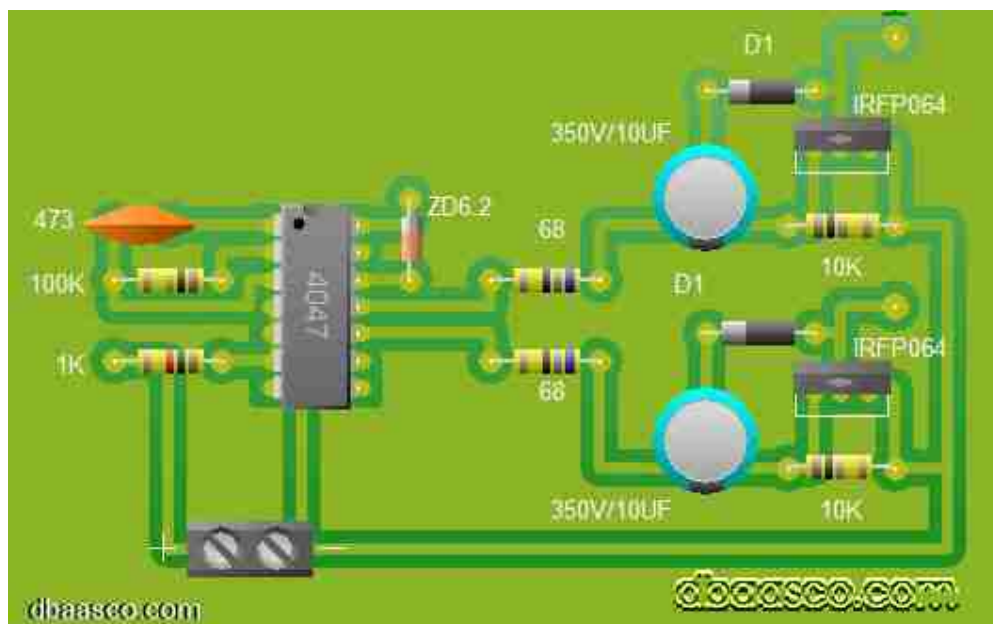 D1
IRFP064
350V/10UF
473
ZD6.2
68
10K
100K
D1
4047
IRFP064
1K
68
350V/10UF
10K
dbaasco.com
dbaasco.com